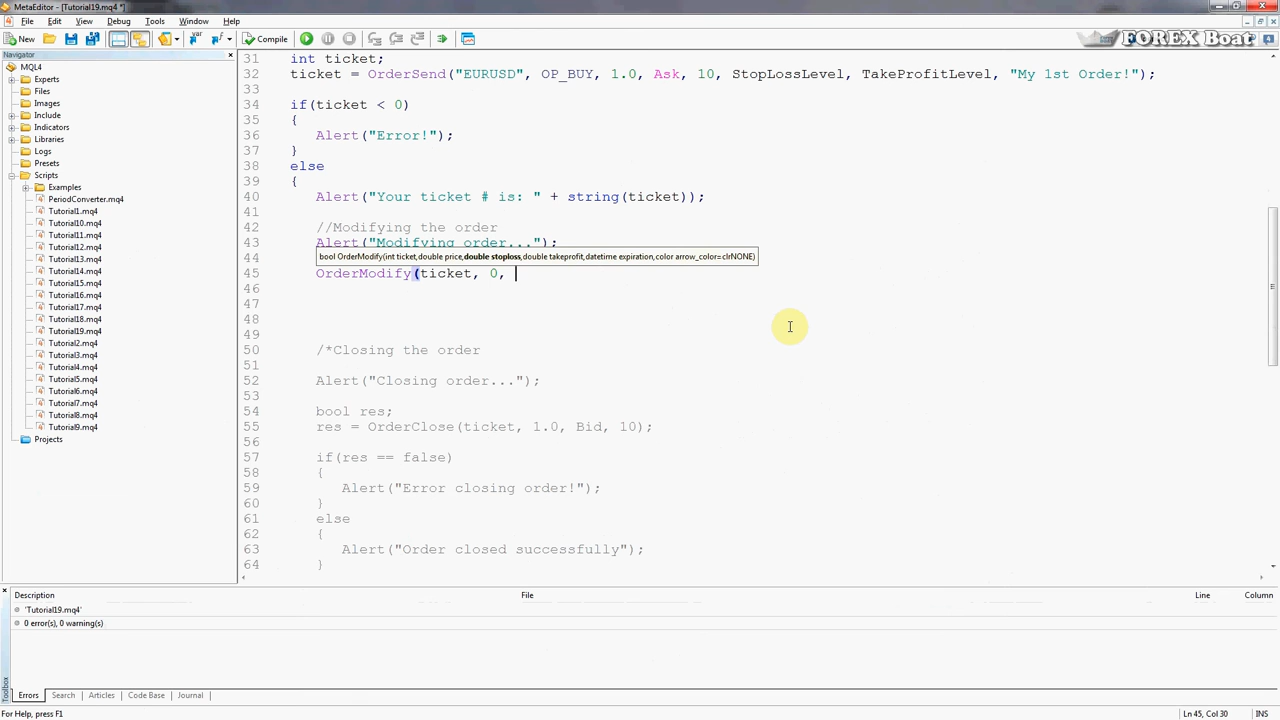 MetaEditor - [Tutorial19.mq4 *]
File Edit View Debug Tools Window Help
New Compile
FOREX Boat
Navigator
MQL4
Experts
Files
Images
Include
Indicators
Libraries
Logs
Presets
Scripts
Examples
PeriodConverter.mq4
Tutorial1.mq4
Tutorial10.mq4
Tutorial11.mq4
Tutorial12.mq4
Tutorial13.mq4
Tutorial14.mq4
Tutorial15.mq4
Tutorial16.mq4
Tutorial17.mq4
Tutorial18.mq4
Tutorial19.mq4
Tutorial2.mq4
Tutorial3.mq4
Tutorial4.mq4
Tutorial5.mq4
Tutorial6.mq4
Tutorial7.mq4
Tutorial8.mq4
Tutorial9.mq4
Projects
31 int ticket;
32 ticket = OrderSend("EURUSD", OP_BUY, 1.0, Ask, 10, StopLossLevel, TakeProfitLevel, "My 1st Order!");
33
34 if(ticket < 0)
35 {
36 Alert("Error!");
37 }
38 else
39 {
40 Alert("Your ticket # is: " + string(ticket));
41
42 //Modifying the order
43 Alert("Modifying order...");
44 bool OrderModify(int ticket,double price,double stoploss,double takeprofit,datetime expiration,color arrow_color=clrNONE)
45 OrderModify(ticket, 0,
46
47
48
49
50 /*Closing the order
51
52 Alert("Closing order...");
53
54 bool res;
55 res = OrderClose(ticket, 1.0, Bid, 10);
56
57 if(res == false)
58 {
59 Alert("Error closing order!");
60 }
61 else
62 {
63 Alert("Order closed successfully");
64 }
Description File Line Column
'Tutorial19.mq4'
0 error(s), 0 warning(s)
Toolbox
Errors Search Articles Code Base Journal
For Help, press F1 Ln 45, Col 30 INS